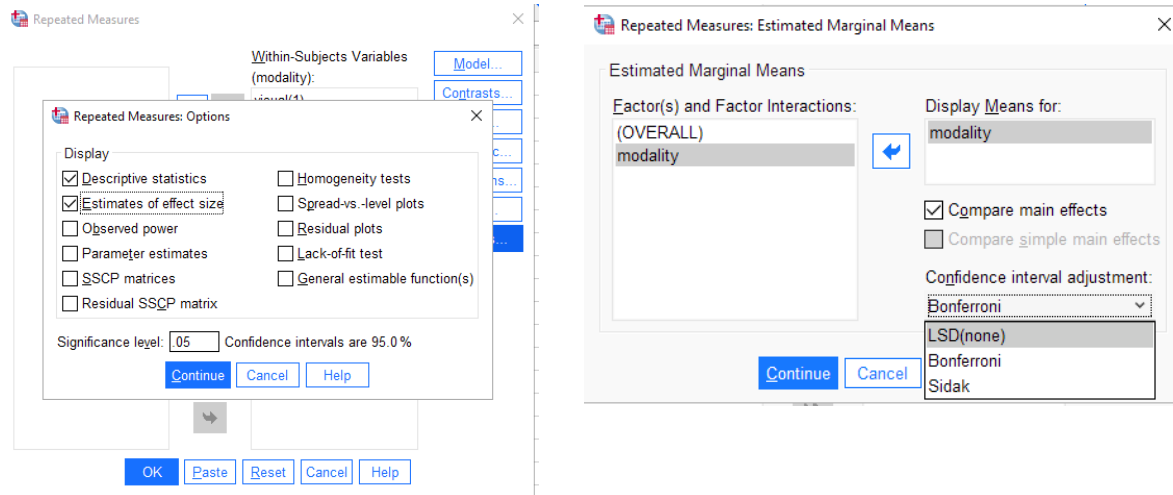 Repeated Measures
Within-Subjects Variables
(modality):
visual(1)
Model...
Contrasts...
Repeated Measures: Options
Display
Descriptive statistics
Homogeneity tests
Estimates of effect size
Spread-vs.-level plots
Observed power
Residual plots
Parameter estimates
Lack-of-fit test
SSCP matrices
General estimable function(s)
Residual SSCP matrix
Significance level: .05 Confidence intervals are 95.0 %
Continue Cancel Help
OK Paste Reset Cancel Help
Repeated Measures: Estimated Marginal Means
Estimated Marginal Means
Factor(s) and Factor Interactions:
(OVERALL)
modality
Display Means for:
modality
Compare main effects
Compare simple main effects
Confidence interval adjustment:
Bonferroni
LSD(none)
Bonferroni
Sidak
Continue Cancel